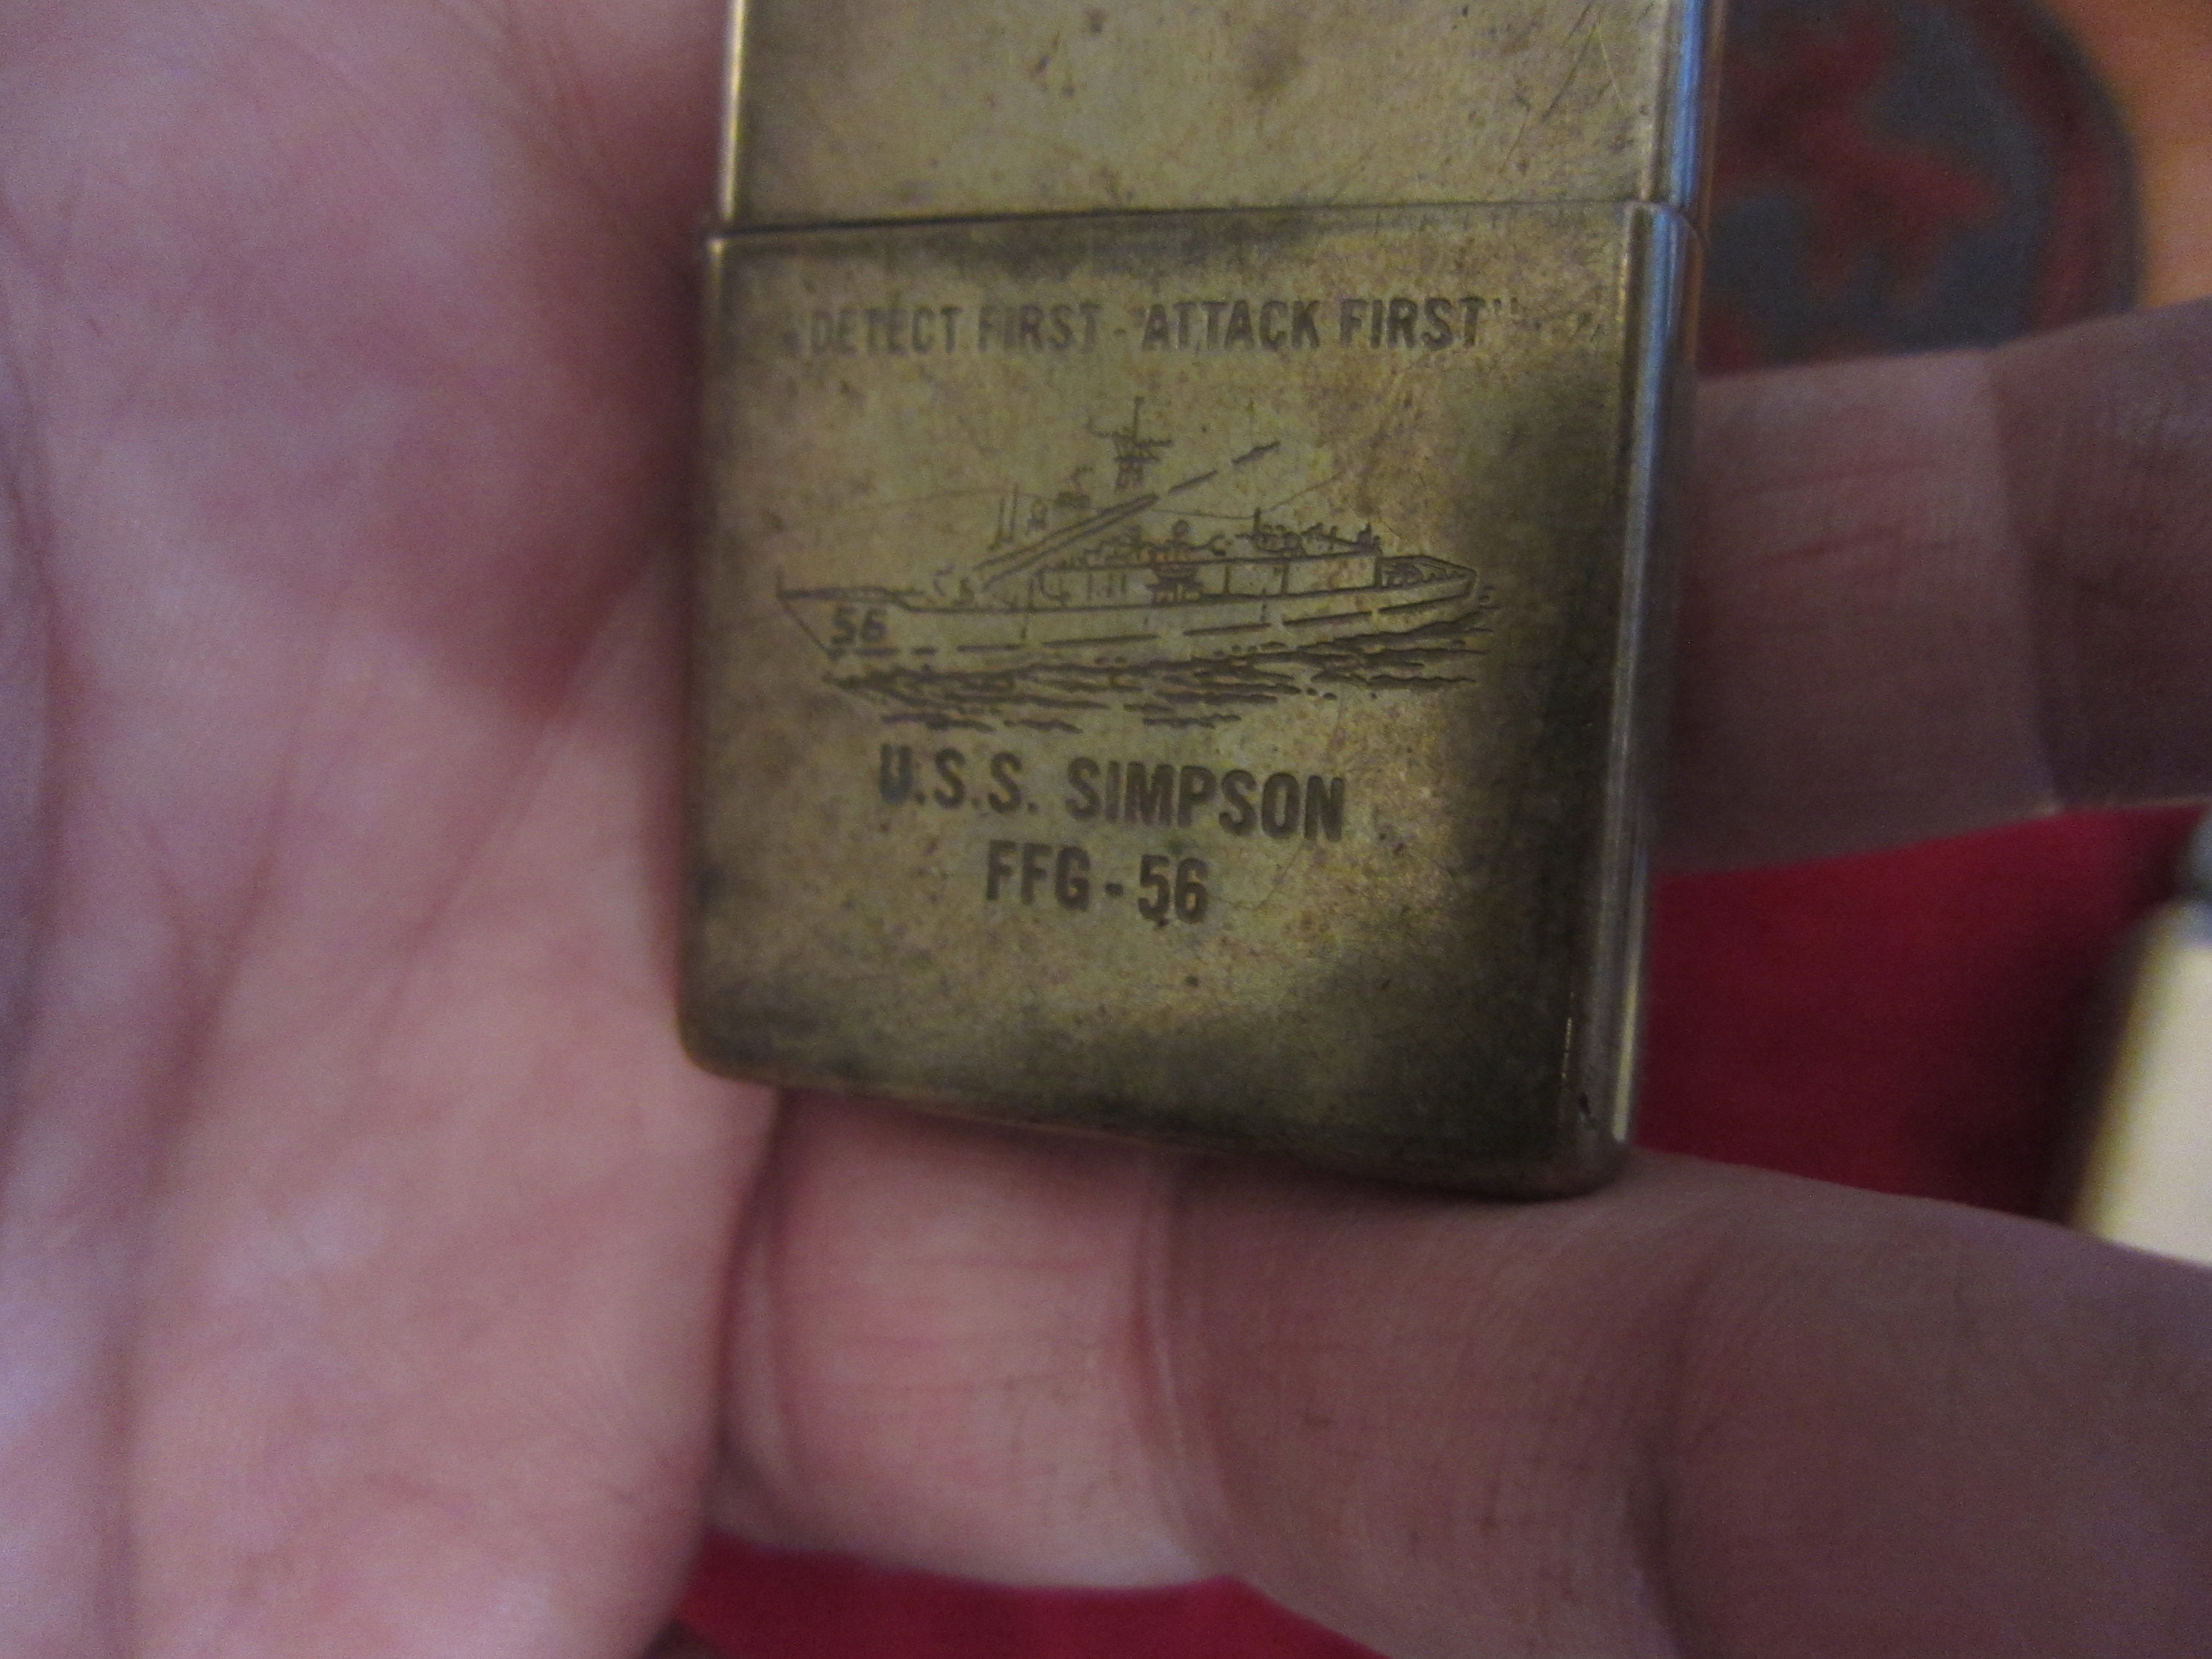 "DETECT FIRST - ATTACK FIRST"
56
U.S.S. SIMPSON
FFG - 56